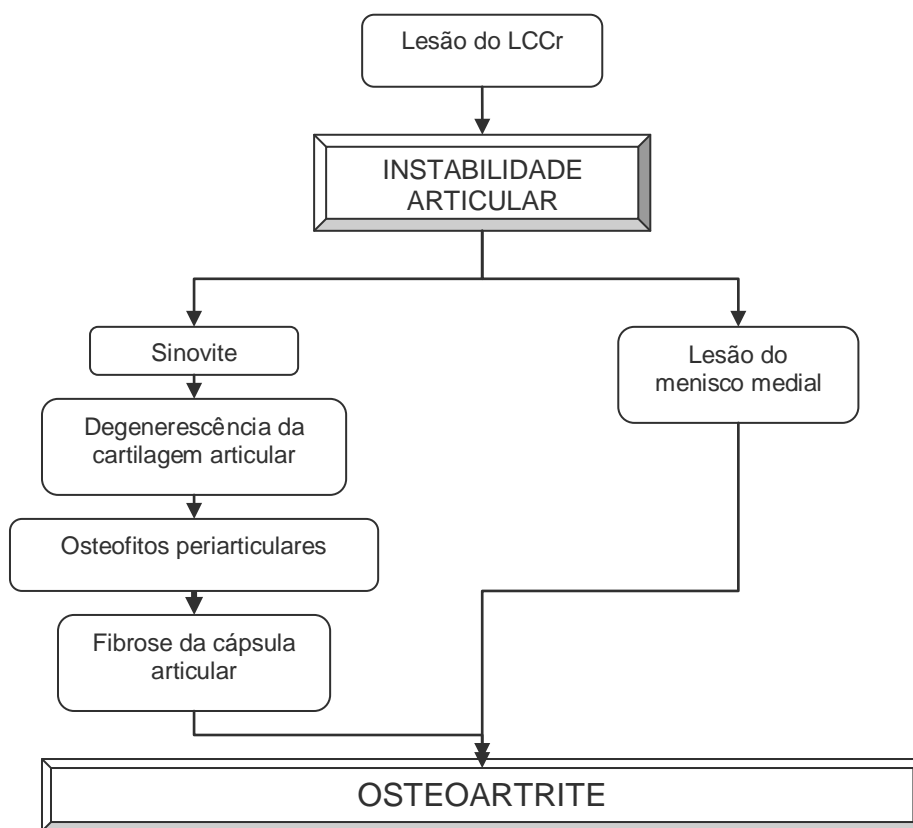 Lesão do LCCr
INSTABILIDADE
ARTICULAR
Sinovite
Degenerescência da
cartilagem articular
Osteofitos periarticulares
Fibrose da cápsula
articular
Lesão do
menisco medial
OSTEOARTRITE